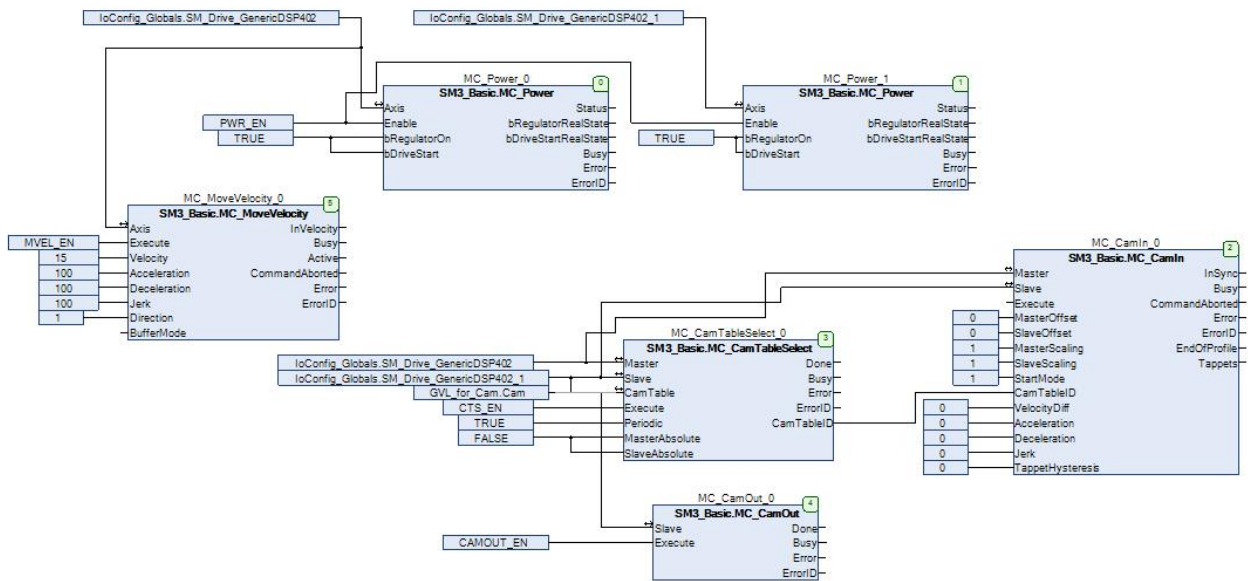 IoConfig_Globals.SM_Drive_GenericDSP402
IoConfig_Globals.SM_Drive_GenericDSP402_1
MC_Power_0
0
SM3_Basic.MC_Power
Axis
Status
PWR_EN
Enable
bRegulatorRealState
TRUE
bRegulatorOn
bDriveStartRealState
bDriveStart
Busy
Error
ErrorID
MC_Power_1
1
SM3_Basic.MC_Power
Axis
Status
Enable
bRegulatorRealState
TRUE
bRegulatorOn
bDriveStartRealState
bDriveStart
Busy
Error
ErrorID
MC_MoveVelocity_0
5
SM3_Basic.MC_MoveVelocity
Axis
InVelocity
MVEL_EN
Execute
Busy
15
Velocity
Active
100
Acceleration
CommandAborted
100
Deceleration
Error
100
Jerk
ErrorID
1
Direction
BufferMode
MC_CamIn_0
2
SM3_Basic.MC_CamIn
Master
InSync
Slave
Busy
Execute
CommandAborted
0
MasterOffset
Error
0
SlaveOffset
ErrorID
1
MasterScaling
EndOfProfile
1
SlaveScaling
Tappets
1
StartMode
CamTableID
0
VelocityDiff
0
Acceleration
0
Deceleration
0
Jerk
0
TappetHysteresis
MC_CamTableSelect_0
3
SM3_Basic.MC_CamTableSelect
IoConfig_Globals.SM_Drive_GenericDSP402
Master
Done
IoConfig_Globals.SM_Drive_GenericDSP402_1
Slave
Busy
GVL_for_Cam.Cam
CamTable
Error
CTS_EN
Execute
ErrorID
TRUE
Periodic
CamTableID
FALSE
MasterAbsolute
SlaveAbsolute
MC_CamOut_0
4
SM3_Basic.MC_CamOut
Slave
Done
CAMOUT_EN
Execute
Busy
Error
ErrorID